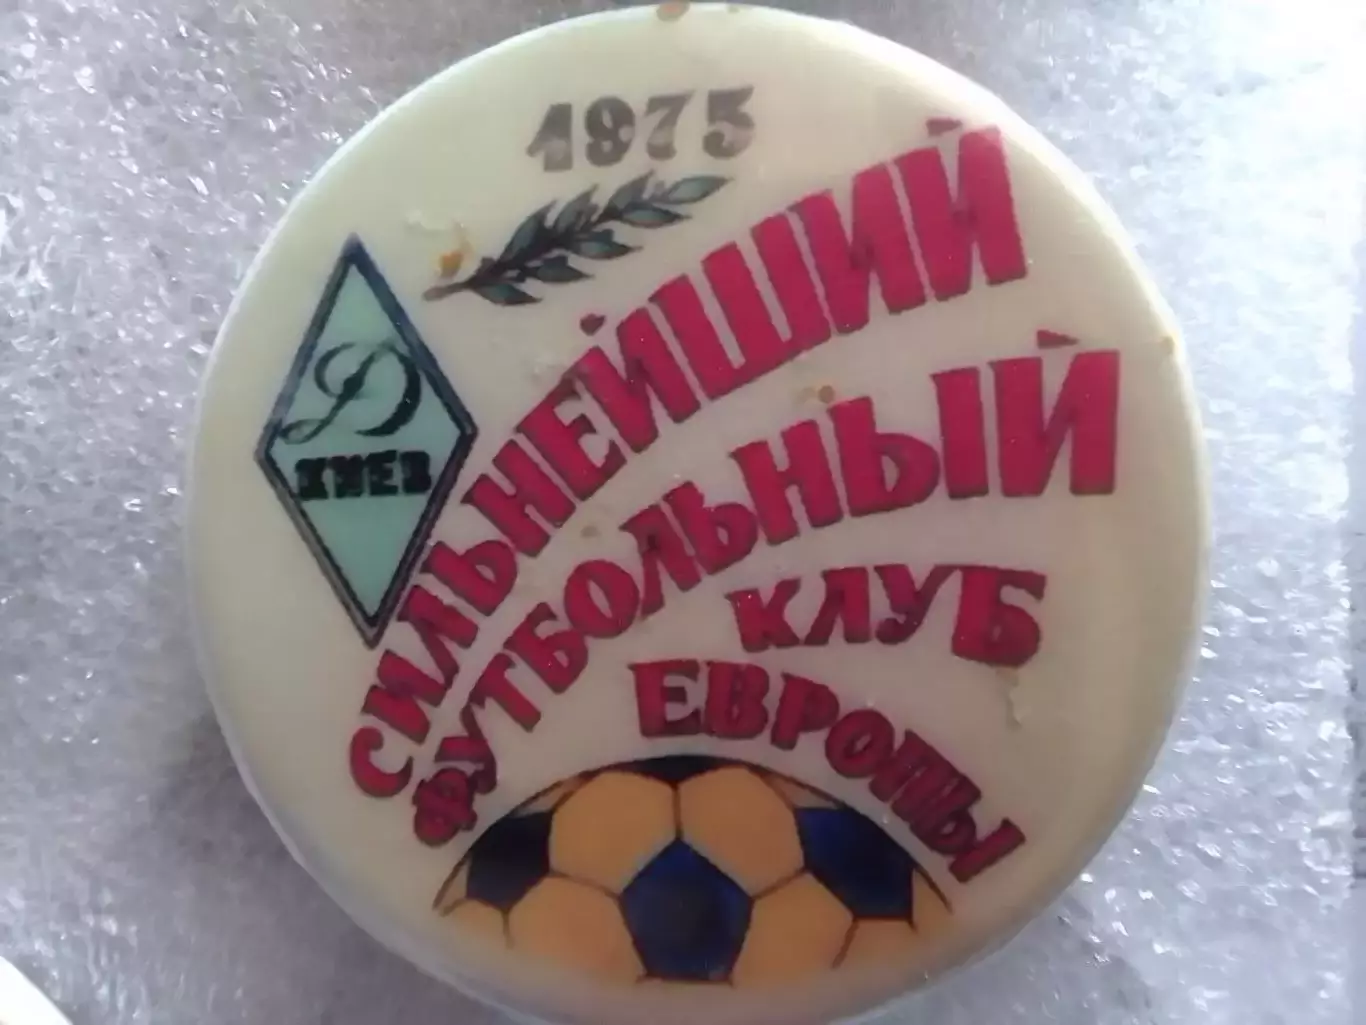 1975
Д
КИЕВ
СИЛЬНЕЙШИЙ
ФУТБОЛЬНЫЙ
КЛУБ
ЕВРОПЫ